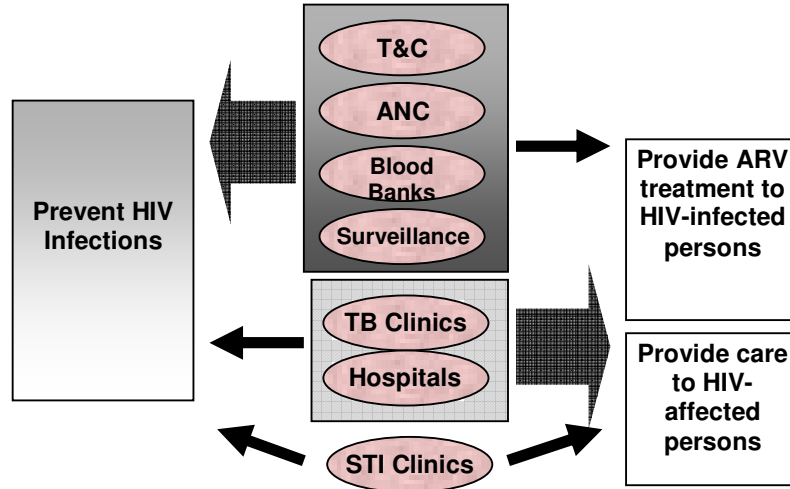 Prevent HIV
Infections
T&C
ANC
Blood
Banks
Surveillance
TB Clinics
Hospitals
STI Clinics
Provide ARV
treatment to
HIV-infected
persons
Provide care
to HIV-
affected
persons